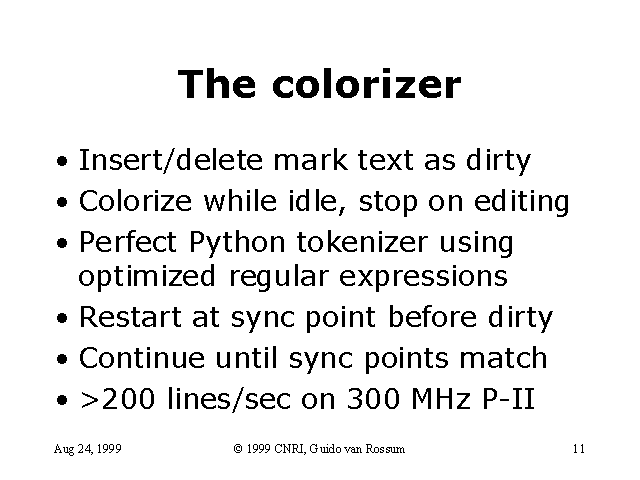 The colorizer
• Insert/delete mark text as dirty
• Colorize while idle, stop on editing
• Perfect Python tokenizer using
optimized regular expressions
• Restart at sync point before dirty
• Continue until sync points match
• >200 lines/sec on 300 MHz P-II
Aug 24, 1999 © 1999 CNRI, Guido van Rossum 11